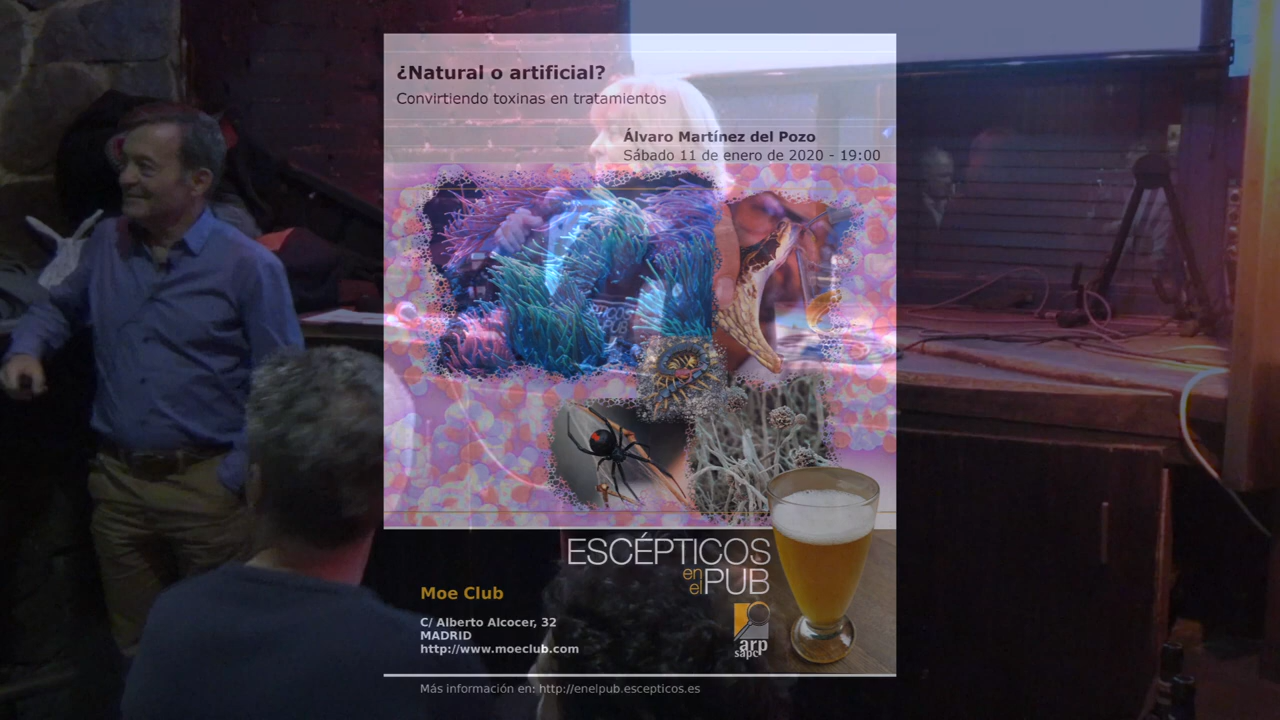 ¿Natural o artificial?
Convirtiendo toxinas en tratamientos
Álvaro Martínez del Pozo
Sábado 11 de enero de 2020 - 19:00
ESCÉPTICOS
en el PUB
Moe Club
C/ Alberto Alcocer, 32
MADRID
http://www.moeclub.com
arp
sapc
Más información en: http://enelpub.escepticos.es